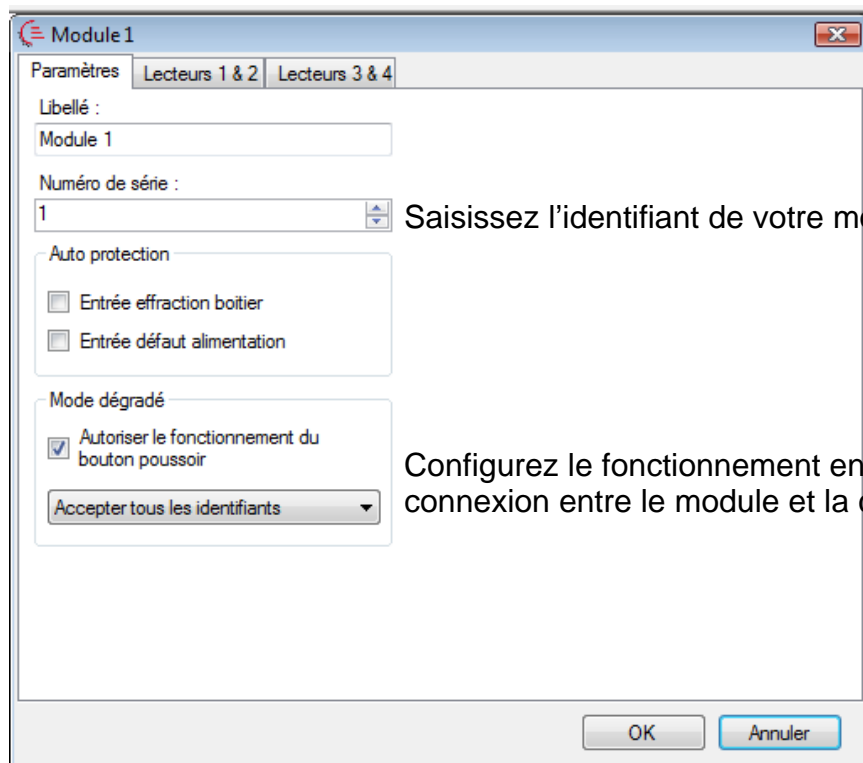 Module 1
Paramètres Lecteurs 1 & 2 Lecteurs 3 & 4
Libellé :
Module 1
Numéro de série :
1
Saisissez l'identifiant de votre
Auto protection
Entrée effraction boitier
Entrée défaut alimentation
Mode dégradé
Autoriser le fonctionnement du
bouton poussoir
Configurez le fonctionnement en
Accepter tous les identifiants
connexion entre le module et la
OK Annuler